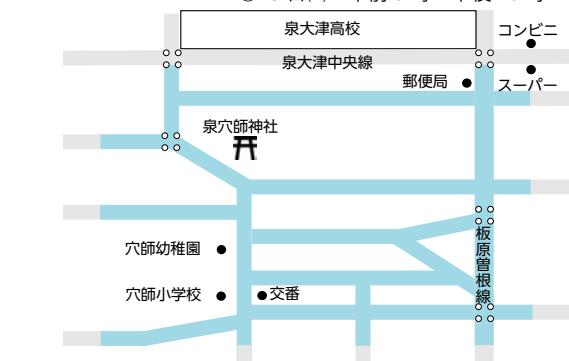 泉大津高校
コンビニ
泉大津中央線
郵便局
スーパー
泉穴師神社
板原曽根線
穴師幼稚園
穴師小学校
交番